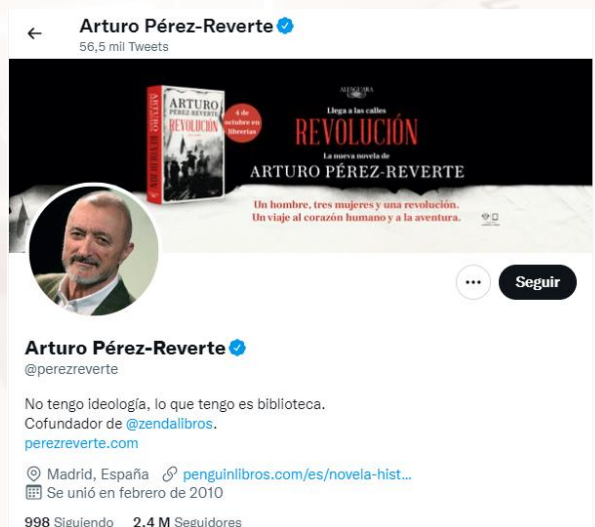 Arturo Pérez-Reverte
56,5 mil Tweets
ALFAGUARA
Llega a las calles
REVOLUCIÓN
La nueva novela de
ARTURO PÉREZ-REVERTE
Un hombre, tres mujeres y una revolución.
Un viaje al corazón humano y a la aventura.
ARTURO
PÉREZ-REVERTE
REVOLUCIÓN
4 de
octubre en
librerías
Seguir
Arturo Pérez-Reverte
@perezreverte
No tengo ideología, lo que tengo es biblioteca.
Cofundador de @zendalibros.
perezreverte.com
Madrid, España penguinlibros.com/es/novela-hist...
Se unió en febrero de 2010
998 Siguiendo 2,4 M Seguidores